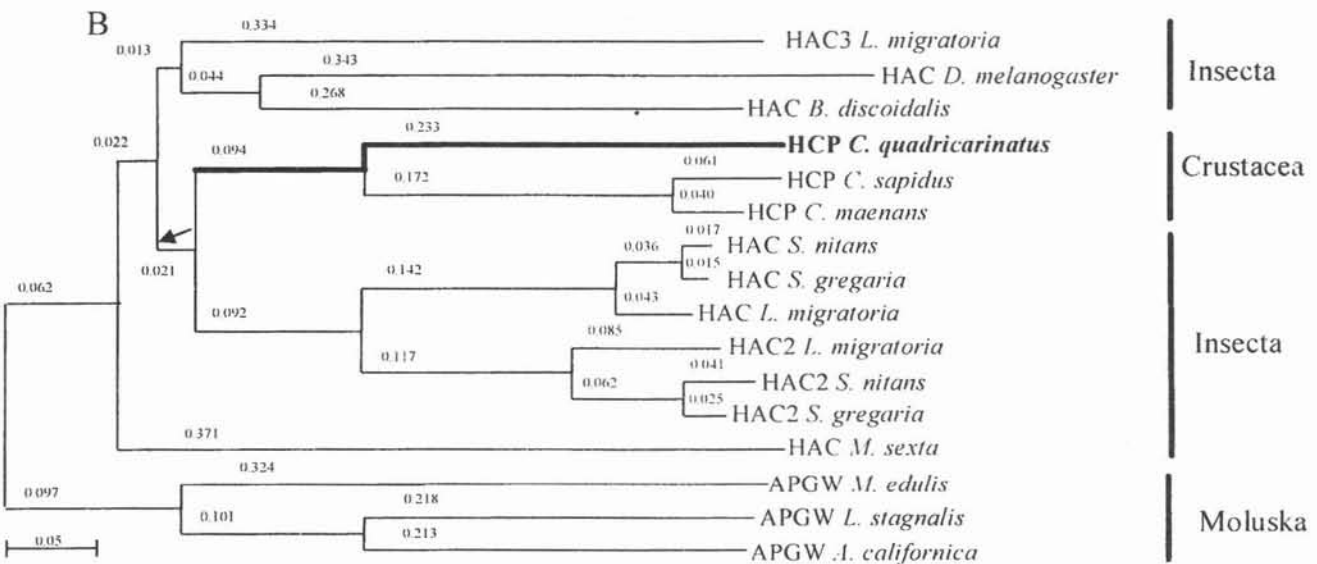 B
0.334
HAC3 L. migratoria
0.013
0.044
0.343
HAC D. melanogaster
Insecta
0.268
HAC B. discoidalis
0.022
0.094
0.233
HCP C. quadricarinatus
0.061
0.172
HCP C. sapidus
Crustacea
0.040
HCP C. maenans
0.017
0.036
HAC S. nitans
0.021
0.142
0.015
HAC S. gregaria
0.062
0.043
HAC L. migratoria
0.092
0.085
HAC2 L. migratoria
Insecta
0.117
0.041
0.062
HAC2 S. nitans
0.025
HAC2 S. gregaria
0.371
HAC M. sexta
0.324
0.097
APGW M. edulis
0.218
0.101
APGW L. stagnalis
Moluska
0.213
0.05
APGW A. californica